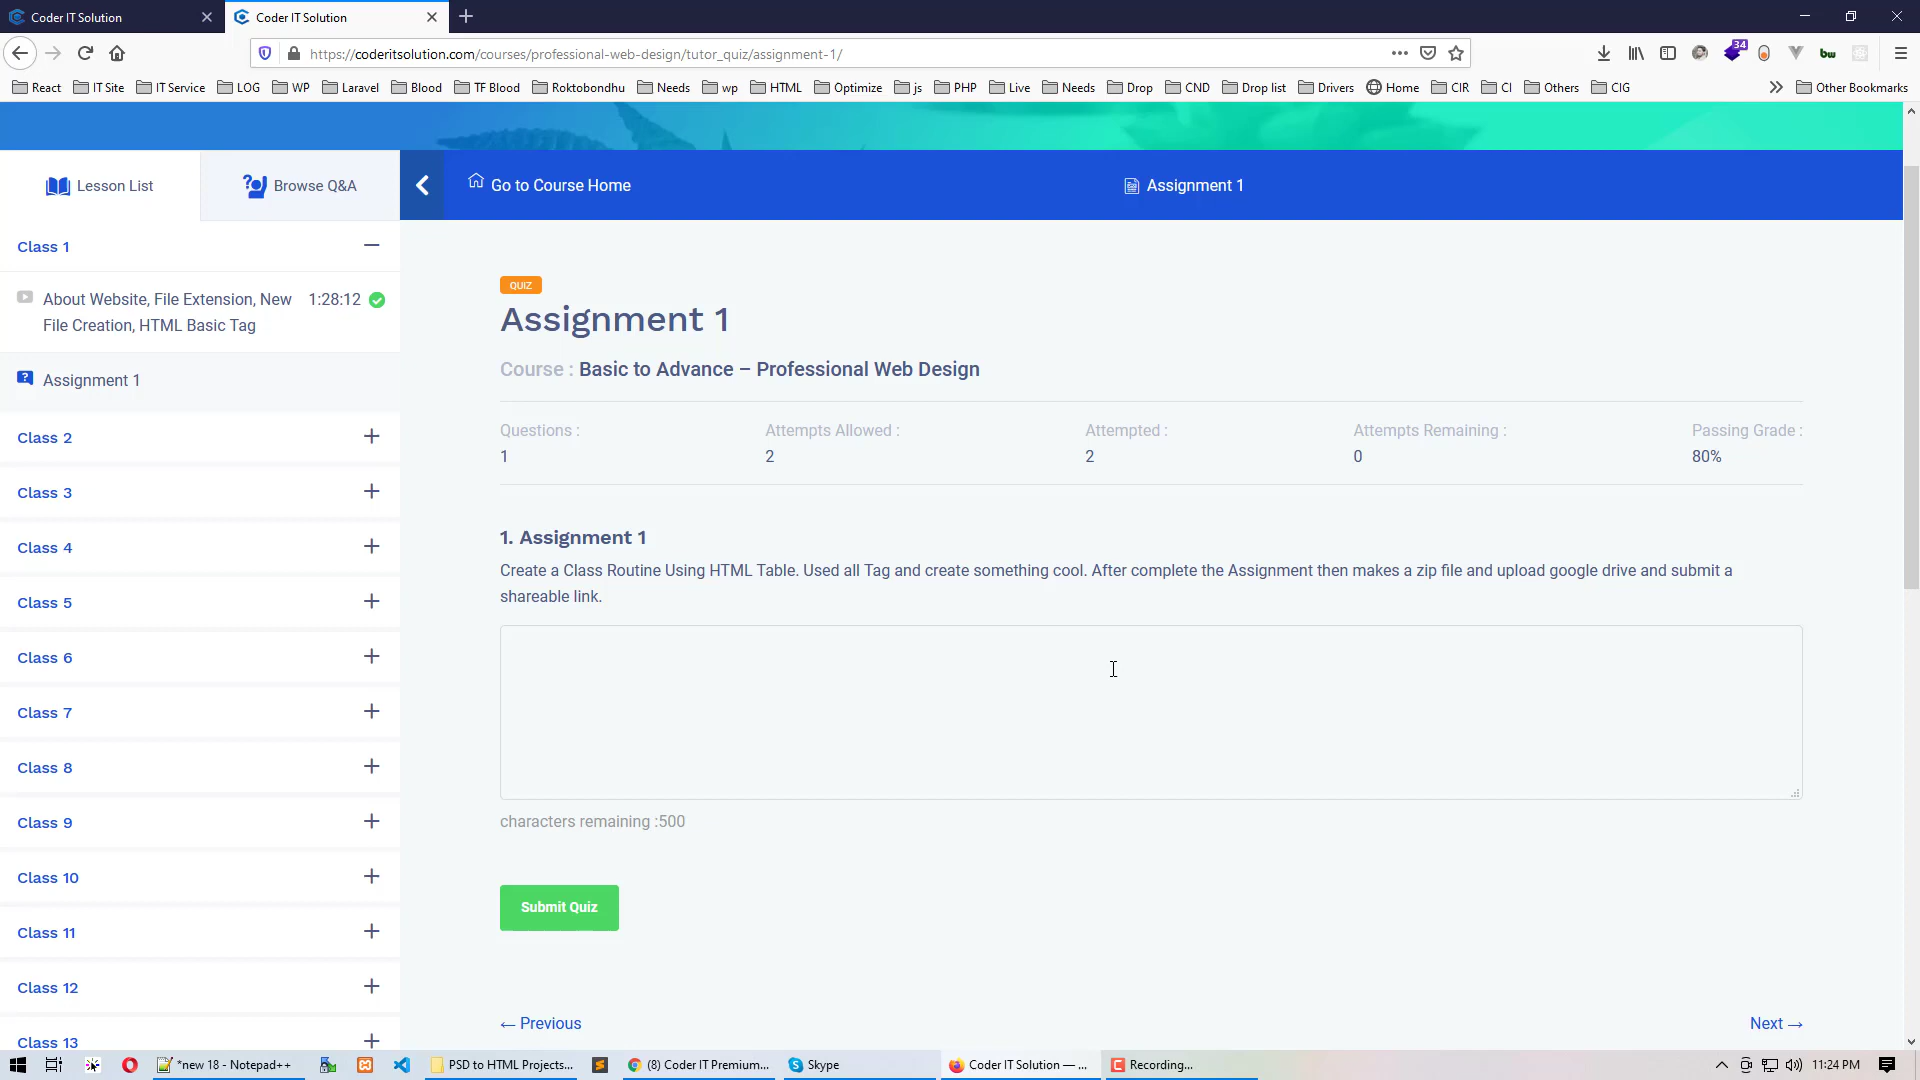 Coder IT Solution
Coder IT Solution
https://coderitsolution.com/courses/professional-web-design/tutor_quiz/assignment-1/
34
bw
React IT Site IT Service LOG WP Laravel Blood TF Blood Roktobondhu Needs wp HTML Optimize js PHP Live Needs Drop CND Drop list Drivers Home CIR CI Others CIG Other Bookmarks
Lesson List
Browse Q&A
Go to Course Home
Assignment 1
Class 1
About Website, File Extension, New
File Creation, HTML Basic Tag
1:28:12
Assignment 1
Class 2
Class 3
Class 4
Class 5
Class 6
Class 7
Class 8
Class 9
Class 10
Class 11
Class 12
Class 13
QUIZ
Assignment 1
Course : Basic to Advance – Professional Web Design
Questions : Attempts Allowed : Attempted : Attempts Remaining : Passing Grade :
1 2 2 0 80%
1. Assignment 1
Create a Class Routine Using HTML Table. Used all Tag and create something cool. After complete the Assignment then makes a zip file and upload google drive and submit a
shareable link.
characters remaining :500
Submit Quiz
← Previous
Next →
*new 18 - Notepad++
PSD to HTML Projects...
(8) Coder IT Premium...
Skype
Coder IT Solution — ...
Recording...
11:24 PM